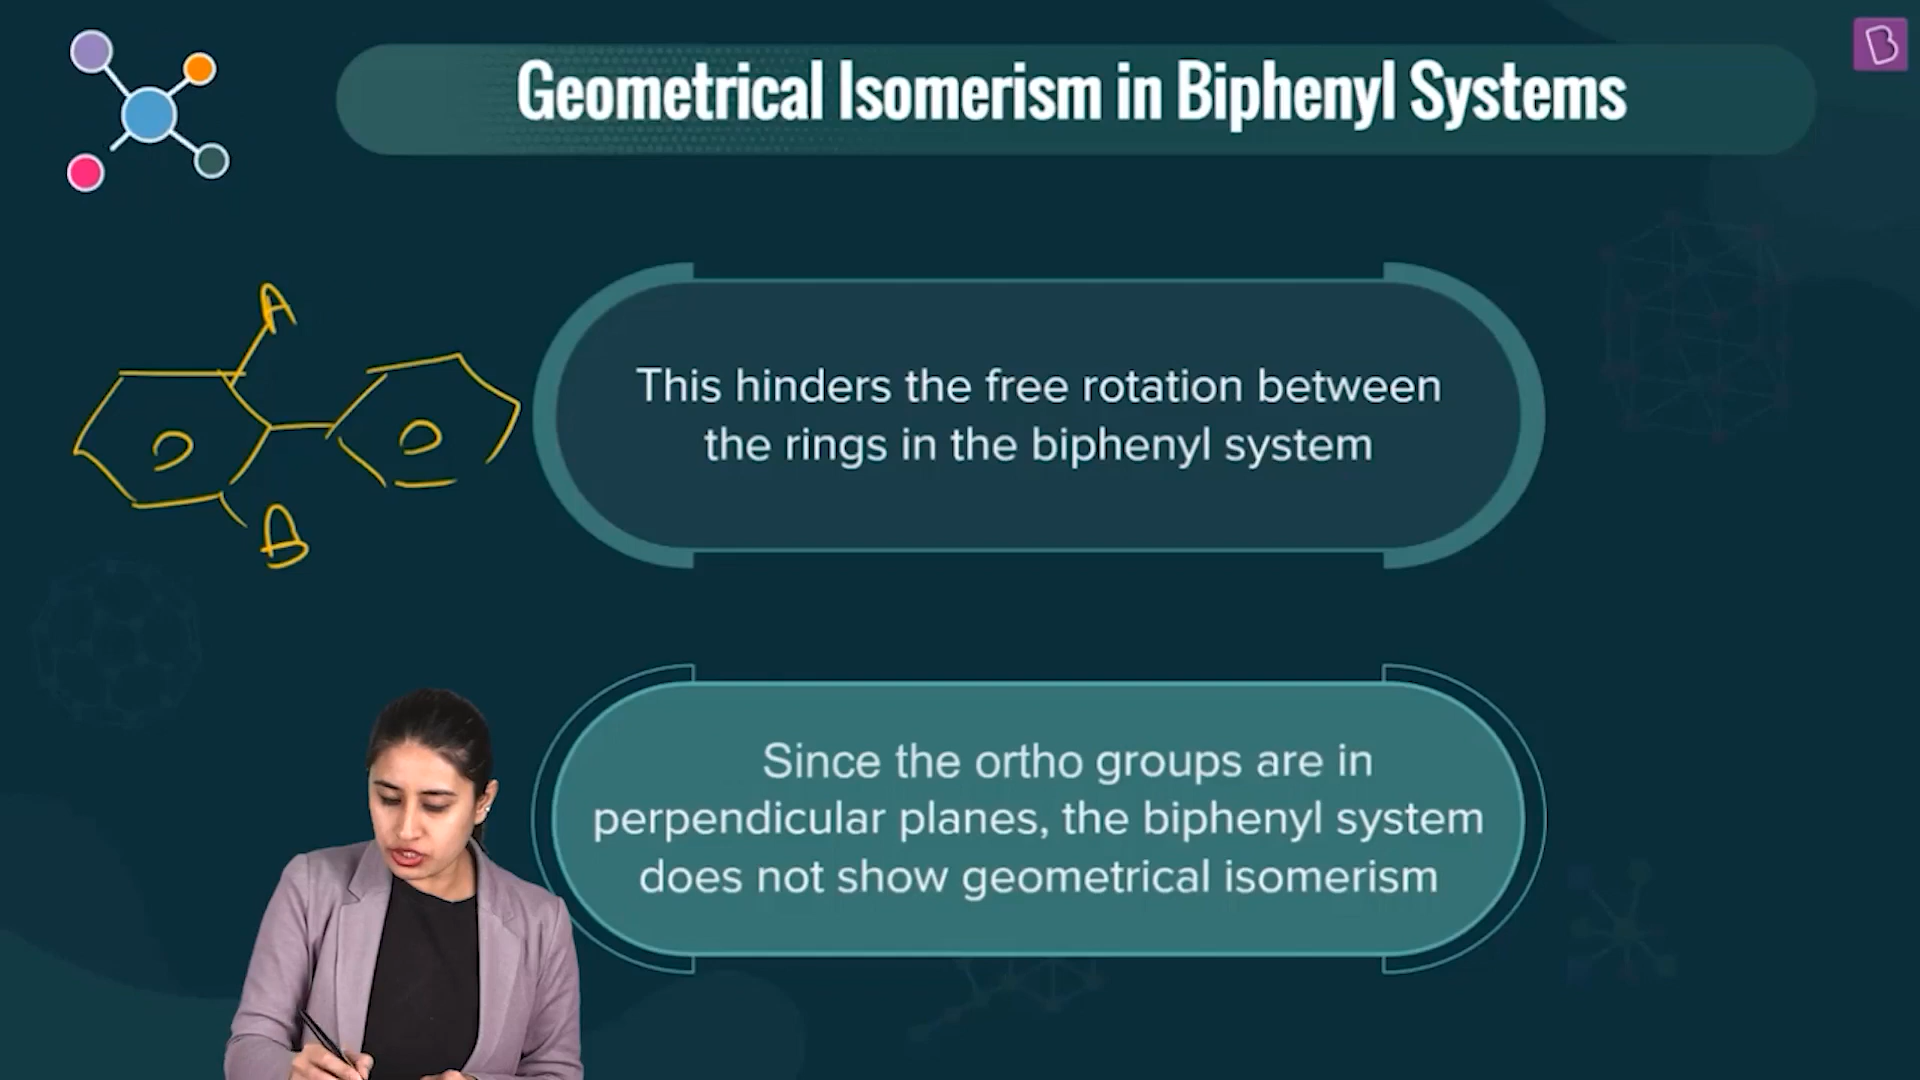 Geometrical Isomerism in Biphenyl Systems
B
A
This hinders the free rotation between
the rings in the biphenyl system
B
Since the ortho groups are in
perpendicular planes, the biphenyl system
does not show geometrical isomerism